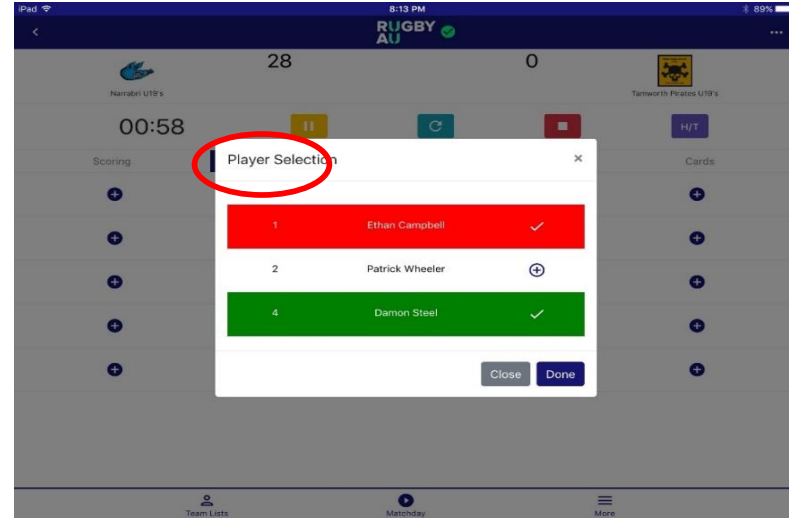 iPad 8:13 PM 89%
RUGBY
AU
28 0
Narrabri U19's Tamworth Pirates U19's
00:58 H/T
Player Selection ×
Scoring Cards
1 Ethan Campbell
2 Patrick Wheeler
4 Damon Steel
Close Done
Team Lists Matchday More